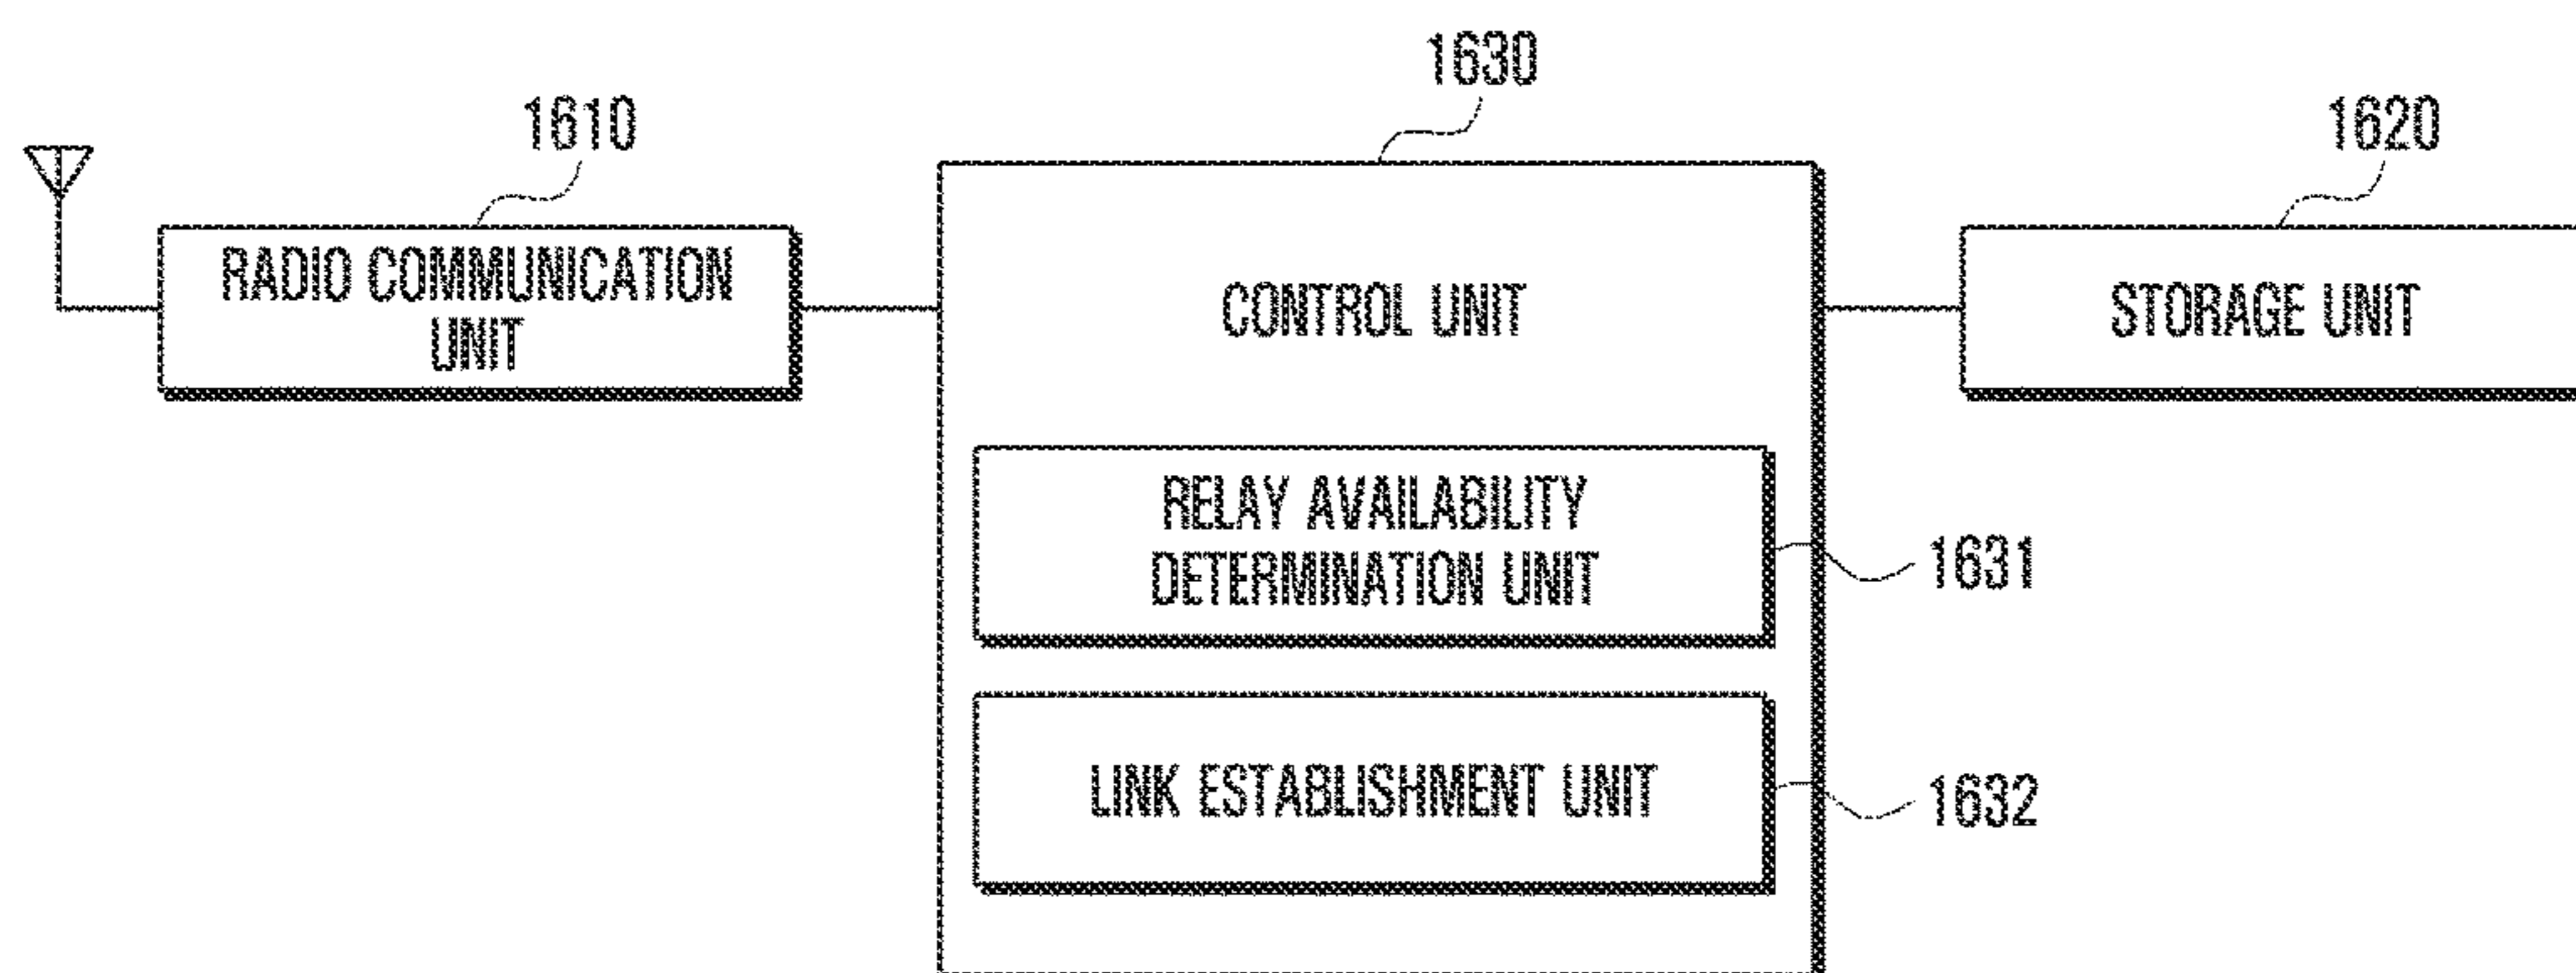 1630
1610
1620
RADIO COMMUNICATION
UNIT
CONTROL UNIT
STORAGE UNIT
RELAY AVAILABILITY
DETERMINATION UNIT
1631
LINK ESTABLISHMENT UNIT
1632